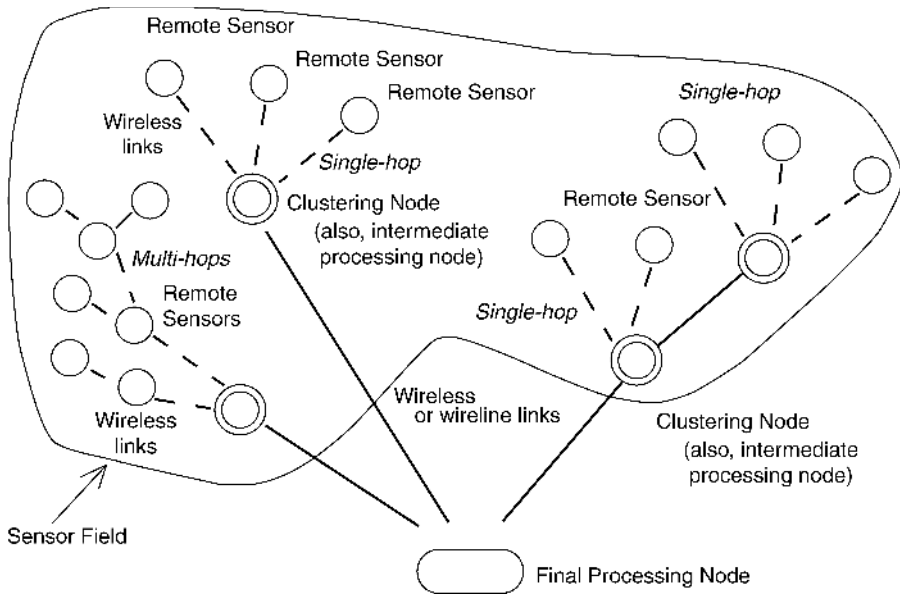 Remote Sensor
Remote Sensor
Remote Sensor
Single-hop
Wireless
links
Single-hop
Clustering Node
(also, intermediate
processing node)
Remote Sensor
Multi-hops
Remote
Sensors
Single-hop
Wireless
links
Wireless
or wireline links
Clustering Node
(also, intermediate
processing node)
Sensor Field
Final Processing Node